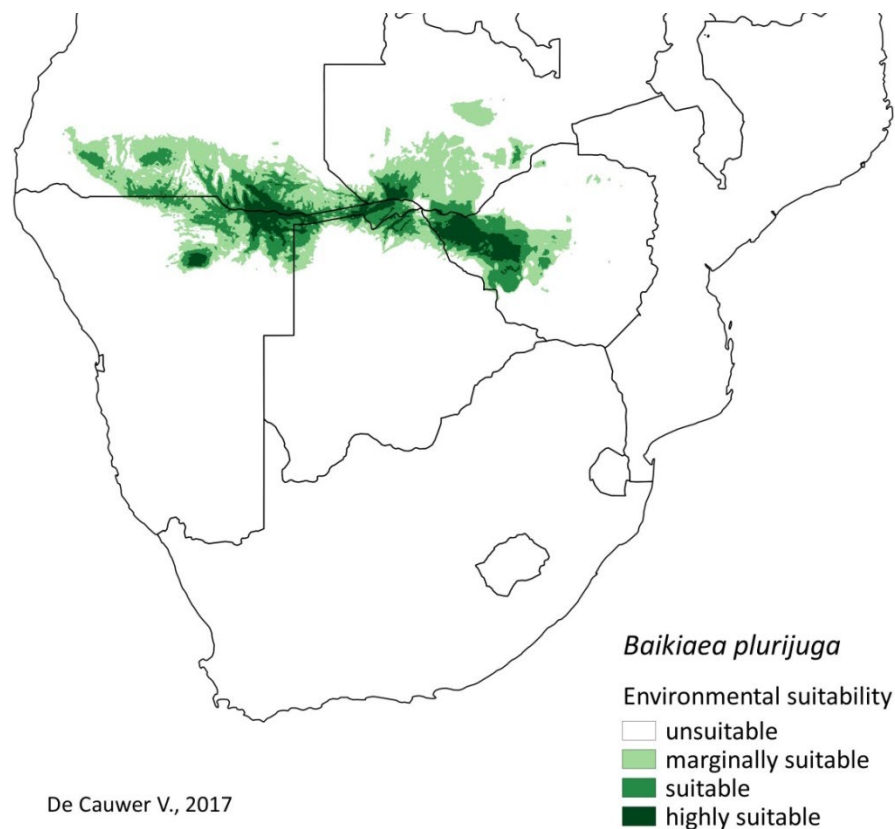 Baikiaea plurijuga
Environmental suitability
unsuitable
marginally suitable
suitable
highly suitable
De Cauwer V., 2017